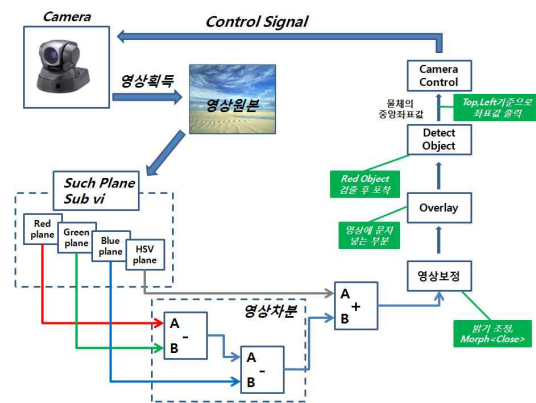 Camera
Control Signal
영상획득
영상원본
Camera
Control
물체의
중앙좌표값
Top,Left기준으로
좌표값 출력
Detect
Object
Red Object
검출 후 포착
Overlay
영상에 문자
넣는 부분
영상보정
밝기 조정,
Morph<Close>
Such Plane
Sub vi
Red
plane
Green
plane
Blue
plane
HSV
plane
영상차분
A
-
B
A
-
B
A
+
B